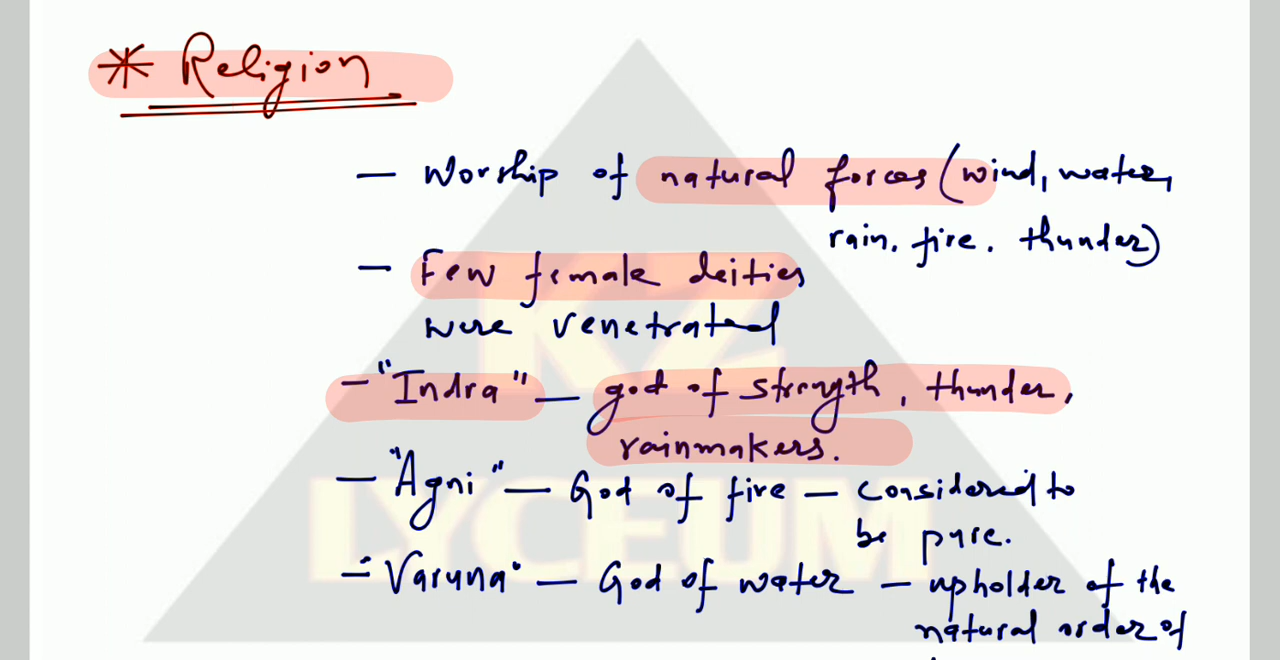 * Religion
— Worship of natural forces (wind, water,
rain, fire, thunder)
— Few female deities
were venetrated
— "Indra" — god of strength, thunder,
rainmakers.
— "Agni" — God of fire — considered to
be pure.
— "Varuna" — God of water — upholder of the
natural order of
KZ
LYCEUM